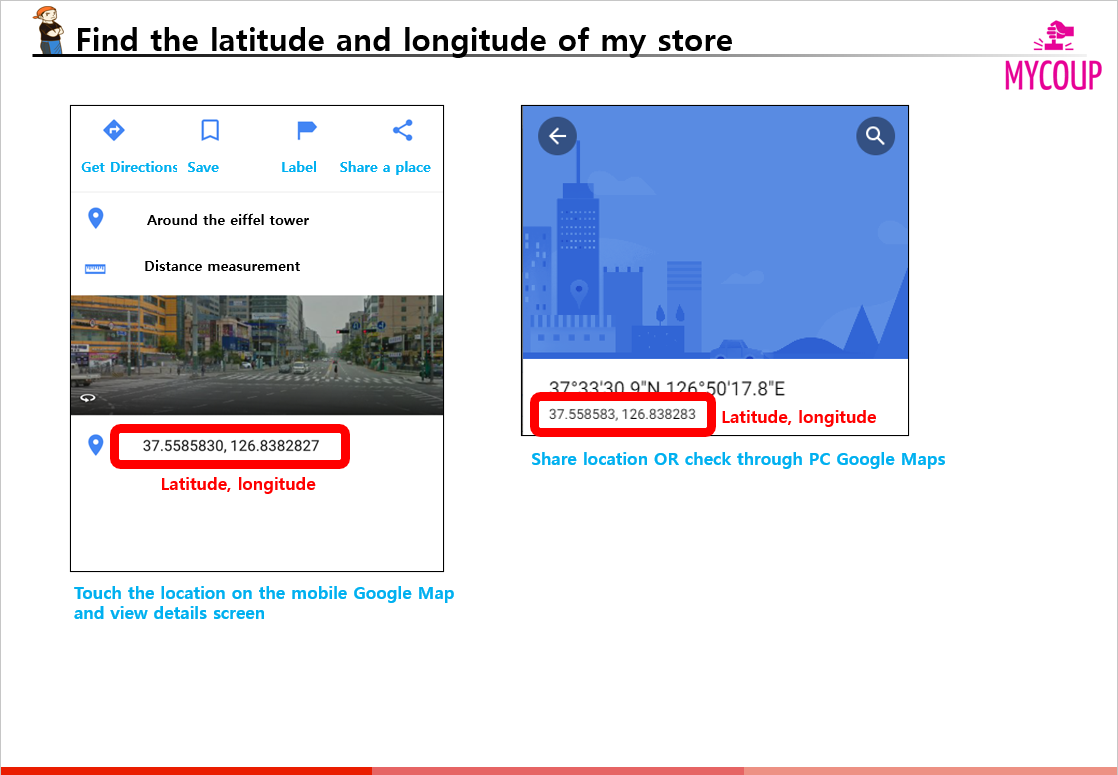 Find the latitude and longitude of my store
MYCOUP
Get Directions
Save
Label
Share a place
Around the eiffel tower
Distance measurement
37.5585830, 126.8382827
Latitude, longitude
Touch the location on the mobile Google Map
and view details screen
37°33'30.9"N 126°50'17.8"E
37.558583, 126.838283
Latitude, longitude
Share location OR check through PC Google Maps